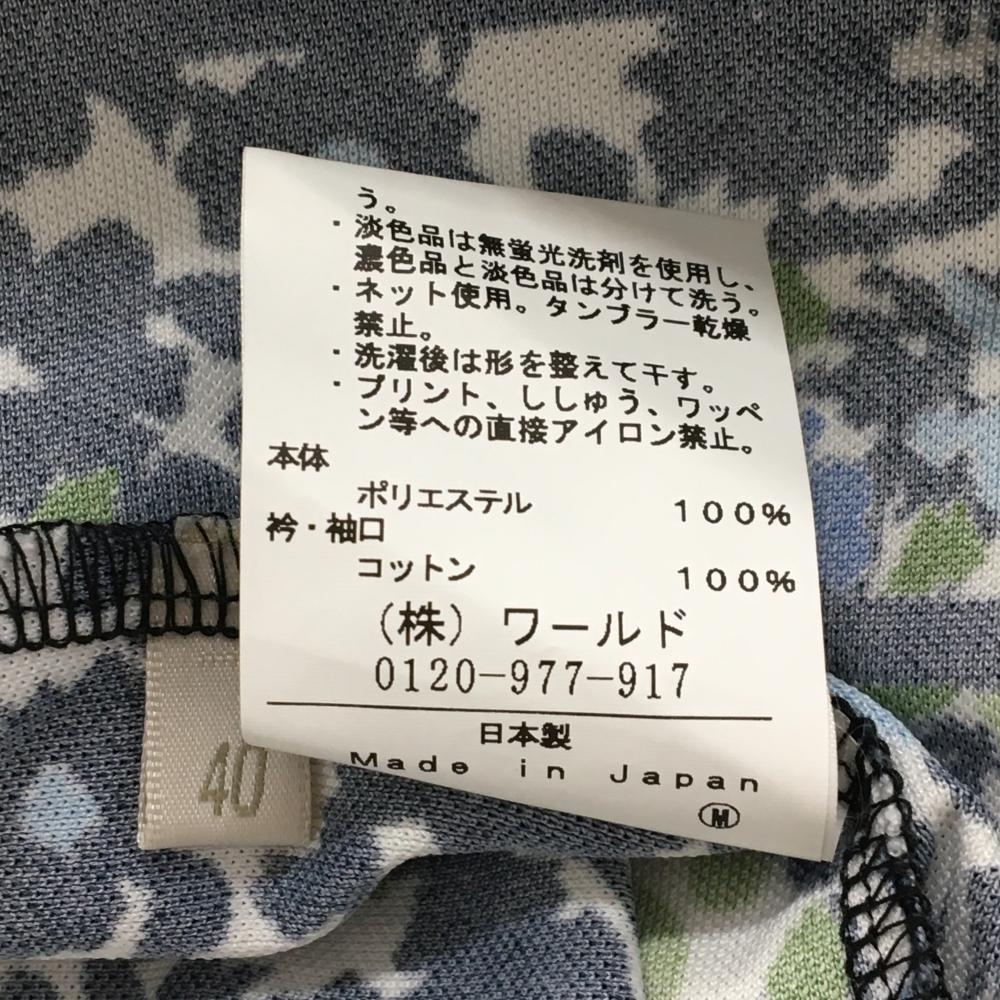 う。
・淡色品は無蛍光洗剤を使用し、
濃色品と淡色品は分けて洗う。
・ネット使用。タンブラー乾燥
禁止。
・洗濯後は形を整えて干す。
・プリント、ししゅう、ワッペ
ン等への直接アイロン禁止。
本体
ポリエステル 100%
衿・袖口
コットン 100%
(株) ワールド
0120-977-917
日本製
Made in Japan
Ⓜ
40